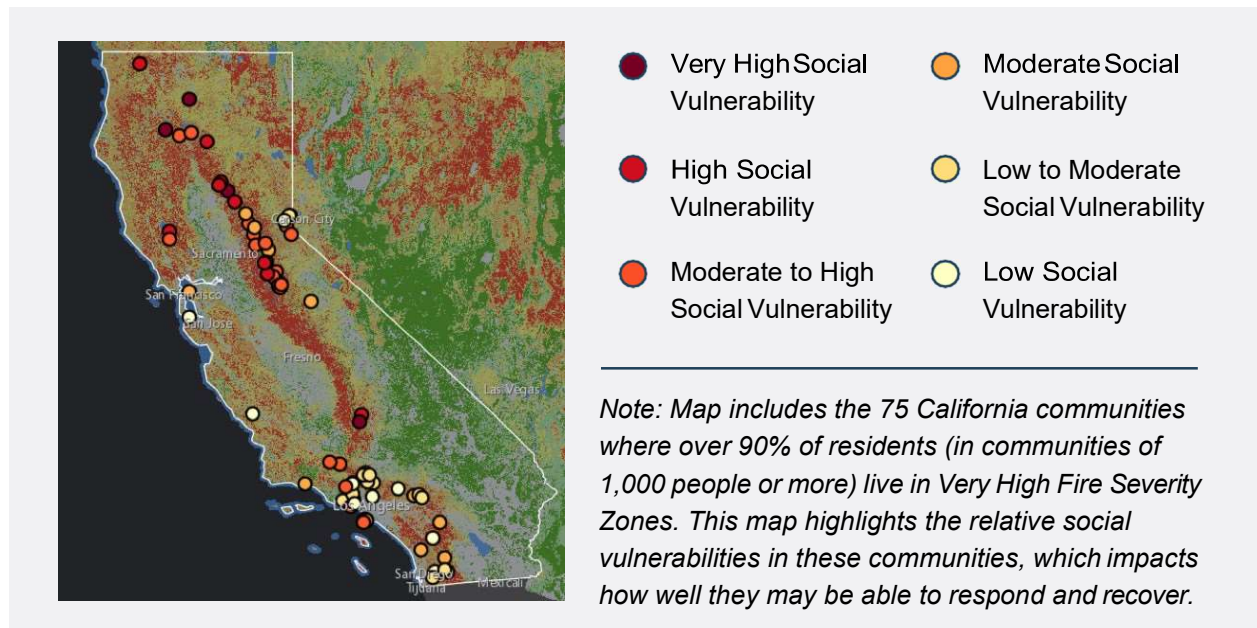 Very High Social
Vulnerability
Moderate Social
Vulnerability
High Social
Vulnerability
Low to Moderate
Social Vulnerability
Moderate to High
Social Vulnerability
Low Social
Vulnerability
Note: Map includes the 75 California communities
where over 90% of residents (in communities of
1,000 people or more) live in Very High Fire Severity
Zones. This map highlights the relative social
vulnerabilities in these communities, which impacts
how well they may be able to respond and recover.
Carson City
Sacramento
San Francisco
San Jose
Fresno
Las Vegas
Los Angeles
San Diego
Tijuana
Mexicali